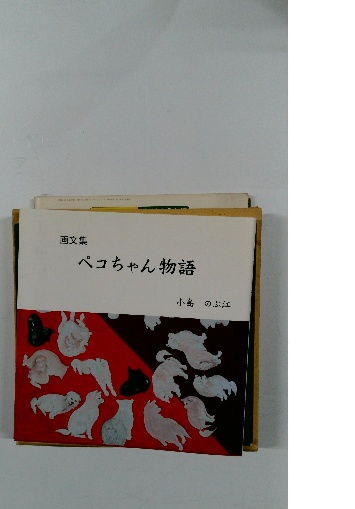 画文集
ペコちゃん物語
小島 のぶ江